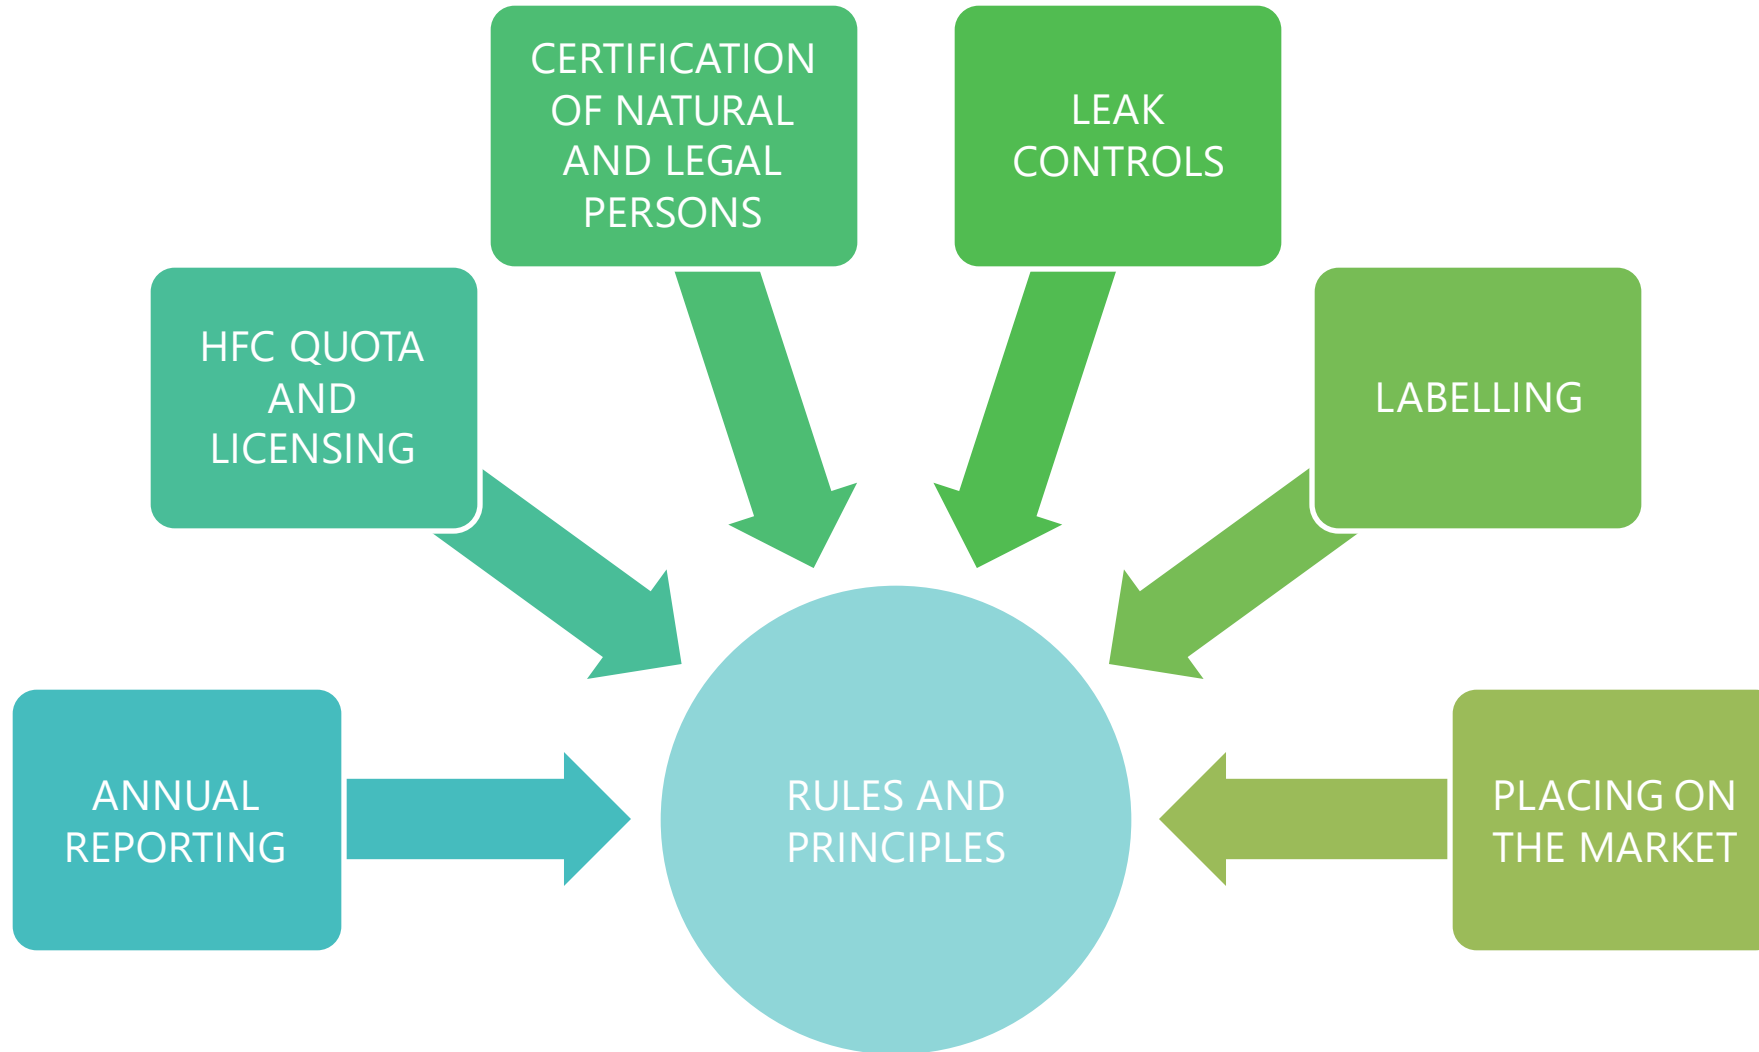 CERTIFICATION
OF NATURAL
AND LEGAL
PERSONS
LEAK
CONTROLS
HFC QUOTA
AND
LICENSING
LABELLING
ANNUAL
REPORTING
RULES AND
PRINCIPLES
PLACING ON
THE MARKET